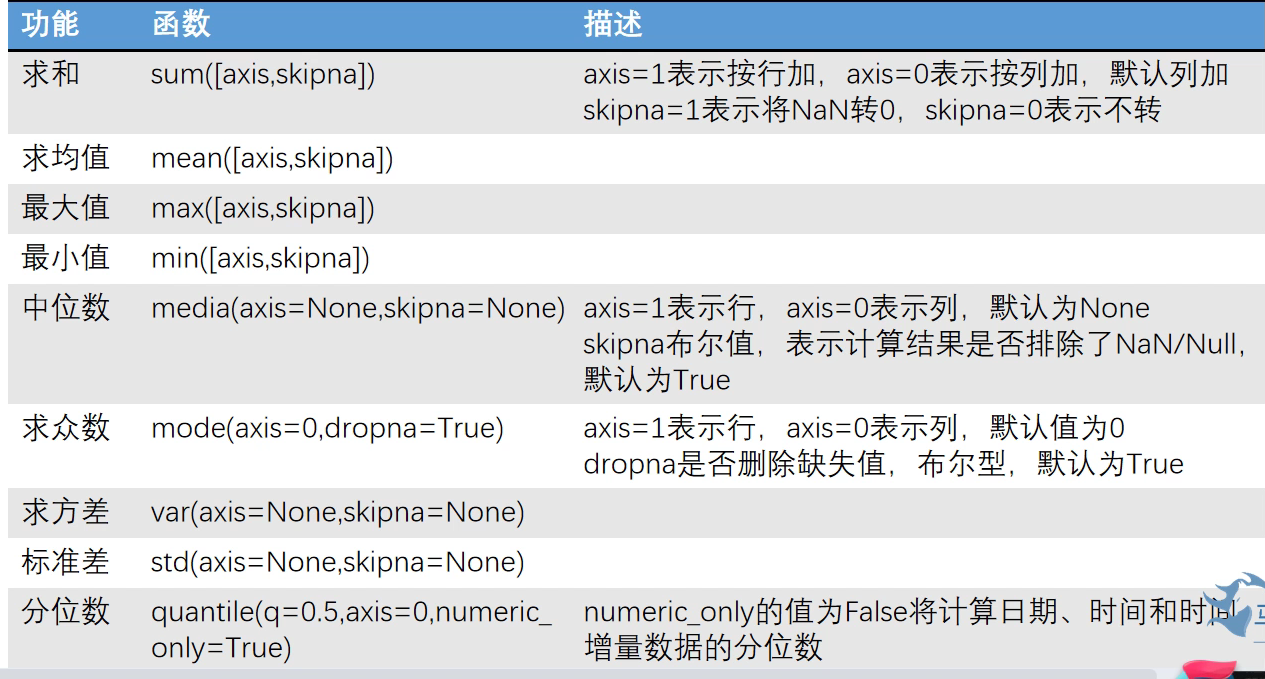 功能 函数 描述
求和 sum([axis,skipna]) axis=1表示按行加，axis=0表示按列加，默认列加
skipna=1表示将NaN转0，skipna=0表示不转
求均值 mean([axis,skipna])
最大值 max([axis,skipna])
最小值 min([axis,skipna])
中位数 media(axis=None,skipna=None) axis=1表示行，axis=0表示列，默认为None
skipna布尔值，表示计算结果是否排除了NaN/Null，
默认为True
求众数 mode(axis=0,dropna=True) axis=1表示行，axis=0表示列，默认值为0
dropna是否删除缺失值，布尔型，默认为True
求方差 var(axis=None,skipna=None)
标准差 std(axis=None,skipna=None)
分位数 quantile(q=0.5,axis=0,numeric_ numeric_only的值为False将计算日期、时间和时间
only=True) 增量数据的分位数